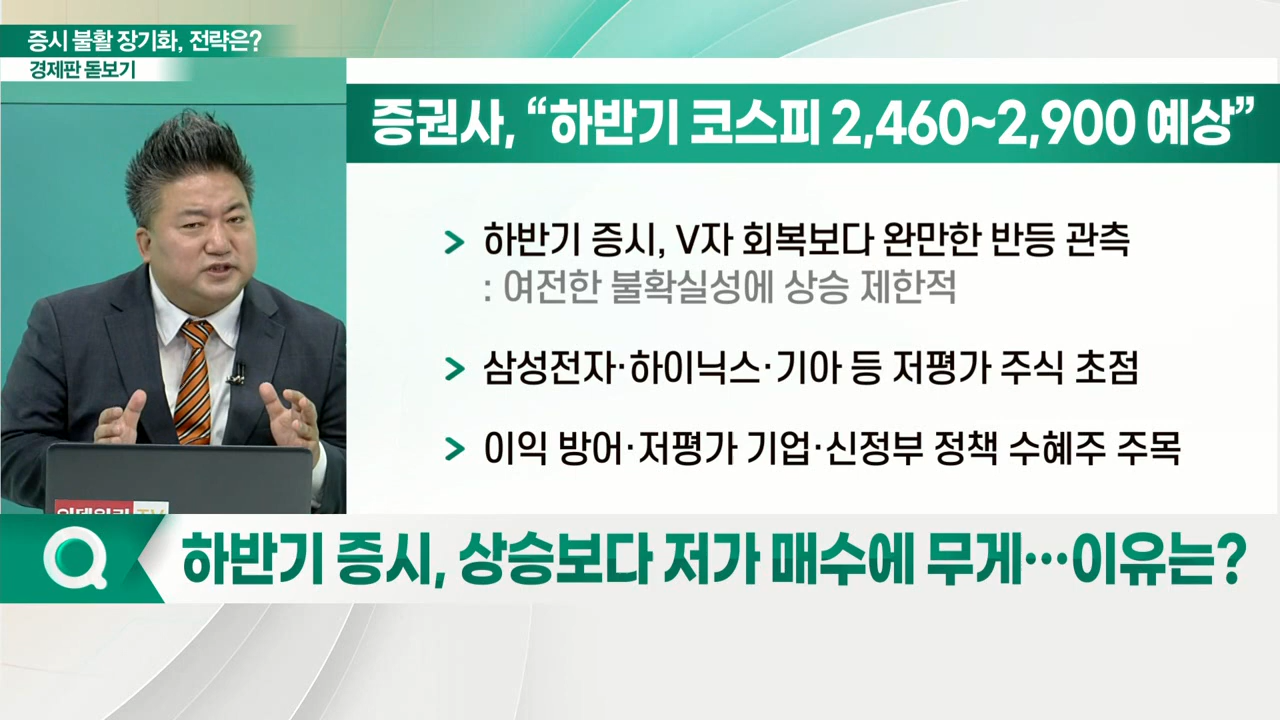 증시 불활 장기화, 전략은?
경제판 돋보기
증권사, “하반기 코스피 2,460~2,900 예상”
> 하반기 증시, V자 회복보다 완만한 반등 관측
: 여전한 불확실성에 상승 제한적
> 삼성전자·하이닉스·기아 등 저평가 주식 초점
> 이익 방어·저평가 기업·신정부 정책 수혜주 주목
이데일리 TV
Q 하반기 증시, 상승보다 저가 매수에 무게…이유는?